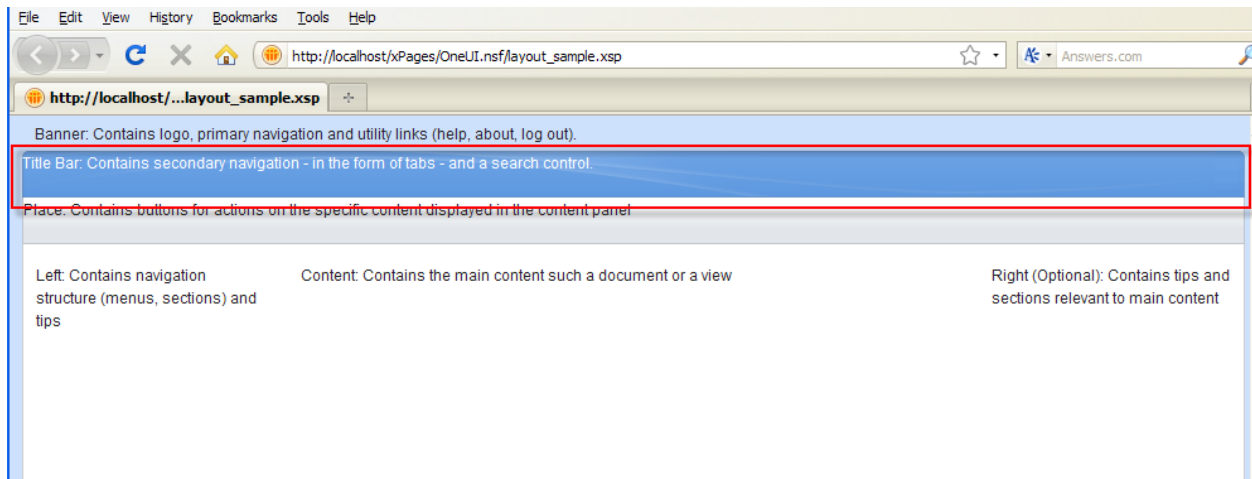 File Edit View History Bookmarks Tools Help
http://localhost/xPages/OneUI.nsf/layout_sample.xsp
Answers.com
http://localhost/...layout_sample.xsp
Banner: Contains logo, primary navigation and utility links (help, about, log out).
Title Bar: Contains secondary navigation - in the form of tabs - and a search control.
Place: Contains buttons for actions on the specific content displayed in the content panel
Left: Contains navigation
structure (menus, sections) and
tips
Content: Contains the main content such a document or a view
Right (Optional): Contains tips and
sections relevant to main content